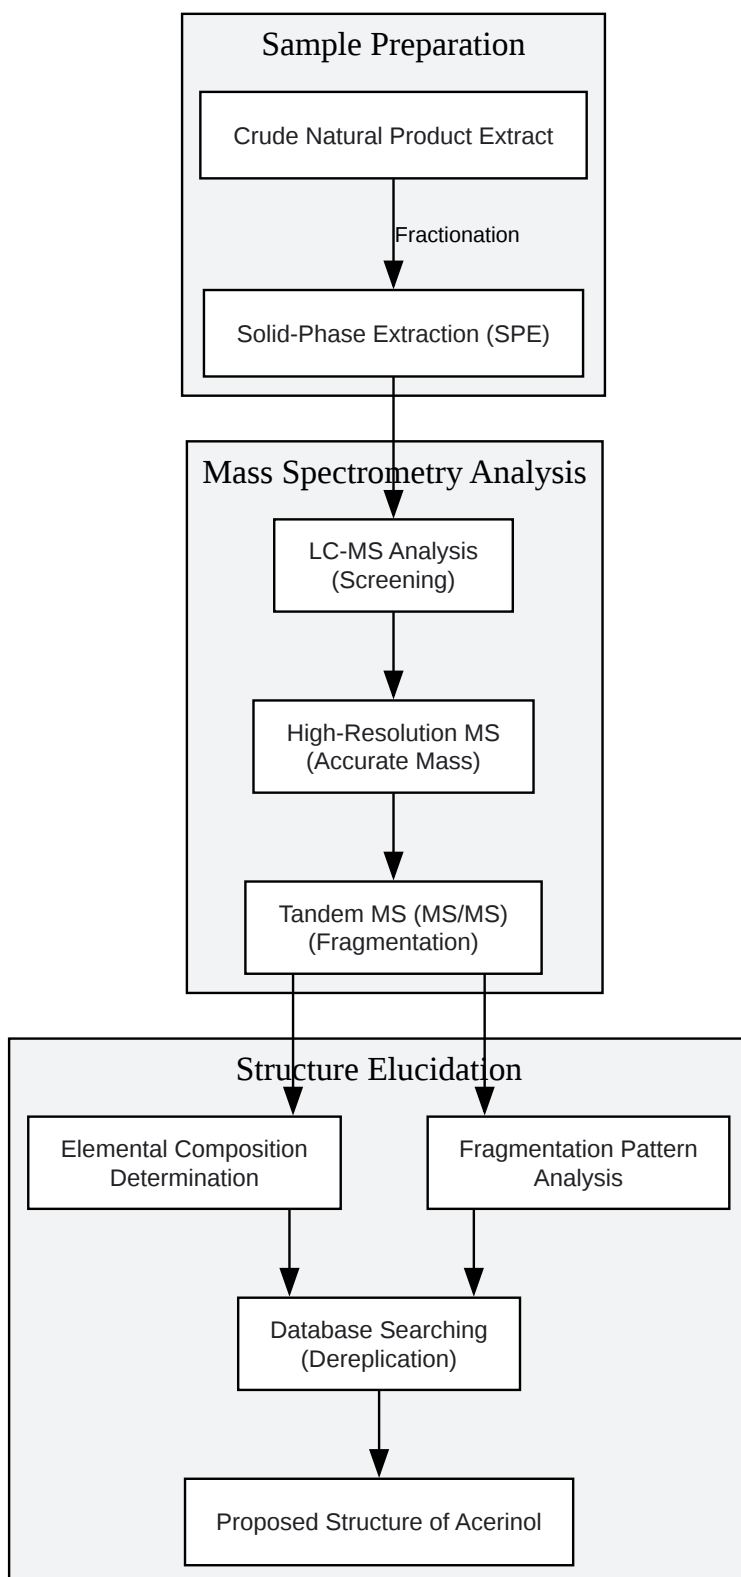 Sample Preparation
Crude Natural Product Extract
Fractionation
Solid-Phase Extraction (SPE)
Mass Spectrometry Analysis
LC-MS Analysis
(Screening)
High-Resolution MS
(Accurate Mass)
Tandem MS (MS/MS)
(Fragmentation)
Structure Elucidation
Elemental Composition
Determination
Fragmentation Pattern
Analysis
Database Searching
(Dereplication)
Proposed Structure of Acerinol